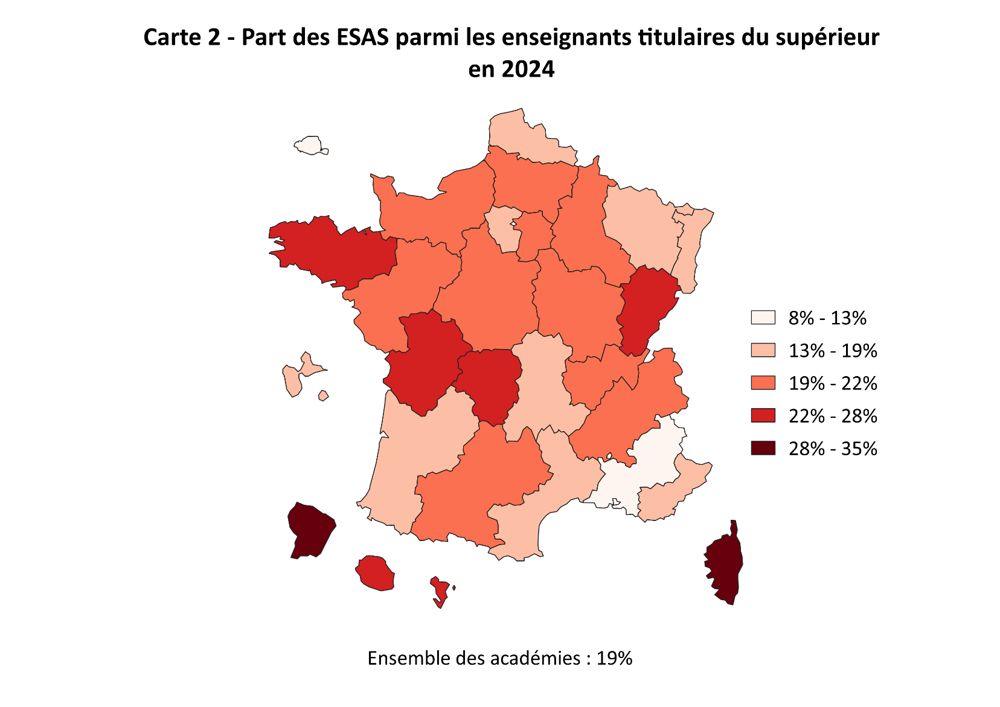 Carte 2 - Part des ESAS parmi les enseignants titulaires du supérieur
en 2024
8% - 13%
13% - 19%
19% - 22%
22% - 28%
28% - 35%
Ensemble des académies : 19%